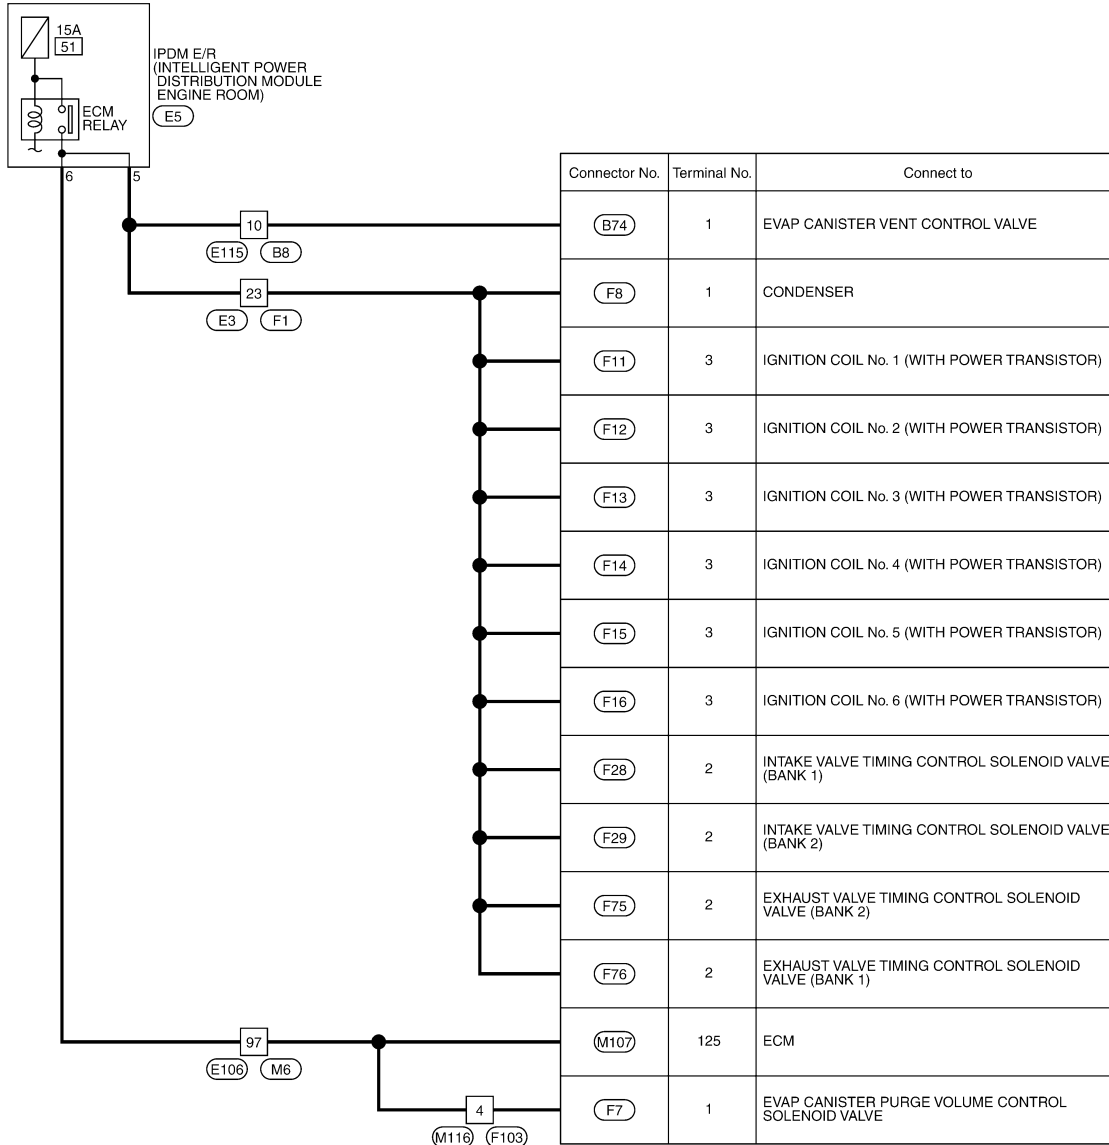 15A
51
IPDM E/R
(INTELLIGENT POWER
DISTRIBUTION MODULE
ENGINE ROOM)
E5
ECM
RELAY
6
5
Connector No.
Terminal No.
Connect to
10
E115
B8
B74
1
EVAP CANISTER VENT CONTROL VALVE
23
E3
F1
F8
1
CONDENSER
F11
3
IGNITION COIL No. 1 (WITH POWER TRANSISTOR)
F12
3
IGNITION COIL No. 2 (WITH POWER TRANSISTOR)
F13
3
IGNITION COIL No. 3 (WITH POWER TRANSISTOR)
F14
3
IGNITION COIL No. 4 (WITH POWER TRANSISTOR)
F15
3
IGNITION COIL No. 5 (WITH POWER TRANSISTOR)
F16
3
IGNITION COIL No. 6 (WITH POWER TRANSISTOR)
F28
2
INTAKE VALVE TIMING CONTROL SOLENOID VALVE
(BANK 1)
F29
2
INTAKE VALVE TIMING CONTROL SOLENOID VALVE
(BANK 2)
F75
2
EXHAUST VALVE TIMING CONTROL SOLENOID
VALVE (BANK 2)
F76
2
EXHAUST VALVE TIMING CONTROL SOLENOID
VALVE (BANK 1)
97
E106
M6
M107
125
ECM
4
M116
F103
F7
1
EVAP CANISTER PURGE VOLUME CONTROL
SOLENOID VALVE